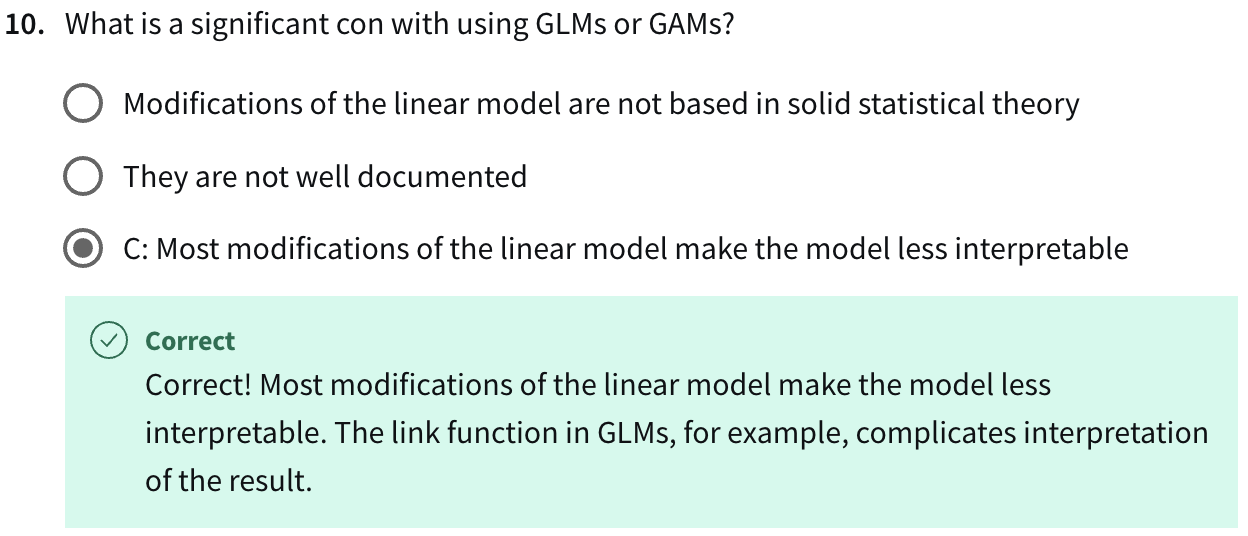 10. What is a significant con with using GLMs or GAMs?
Modifications of the linear model are not based in solid statistical theory
They are not well documented
C: Most modifications of the linear model make the model less interpretable
Correct
Correct! Most modifications of the linear model make the model less
interpretable. The link function in GLMs, for example, complicates interpretation
of the result.